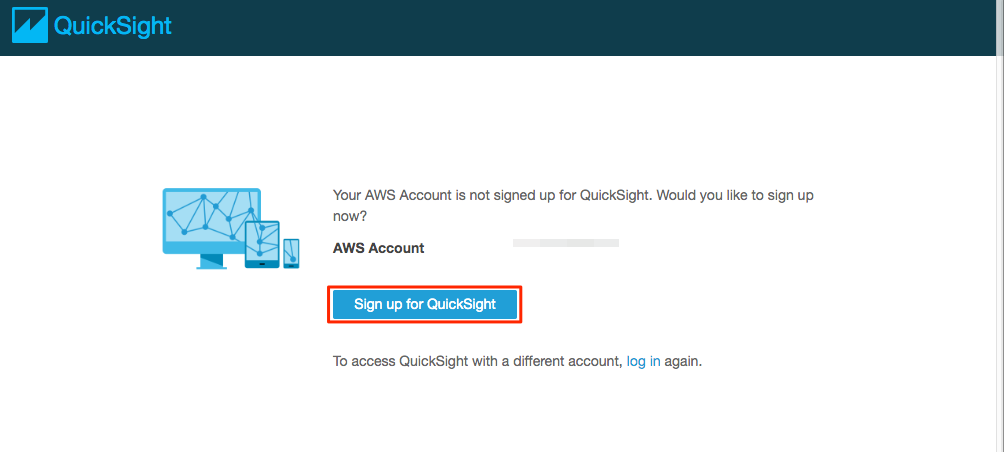 QuickSight
Your AWS Account is not signed up for QuickSight. Would you like to sign up
now?
AWS Account
Sign up for QuickSight
To access QuickSight with a different account, log in again.